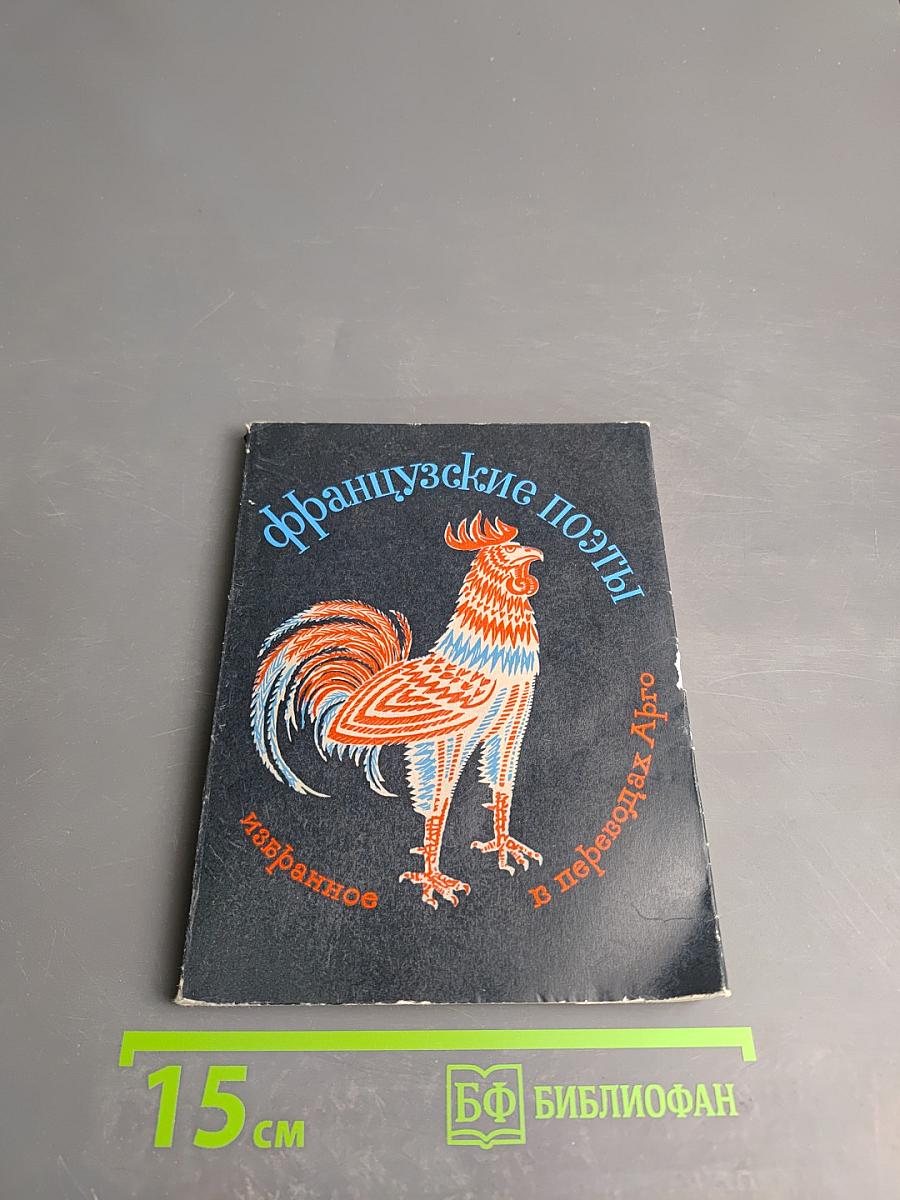 французские поэты
избранное
в переводах Арго
15 см
БФ БИБЛИОФАН